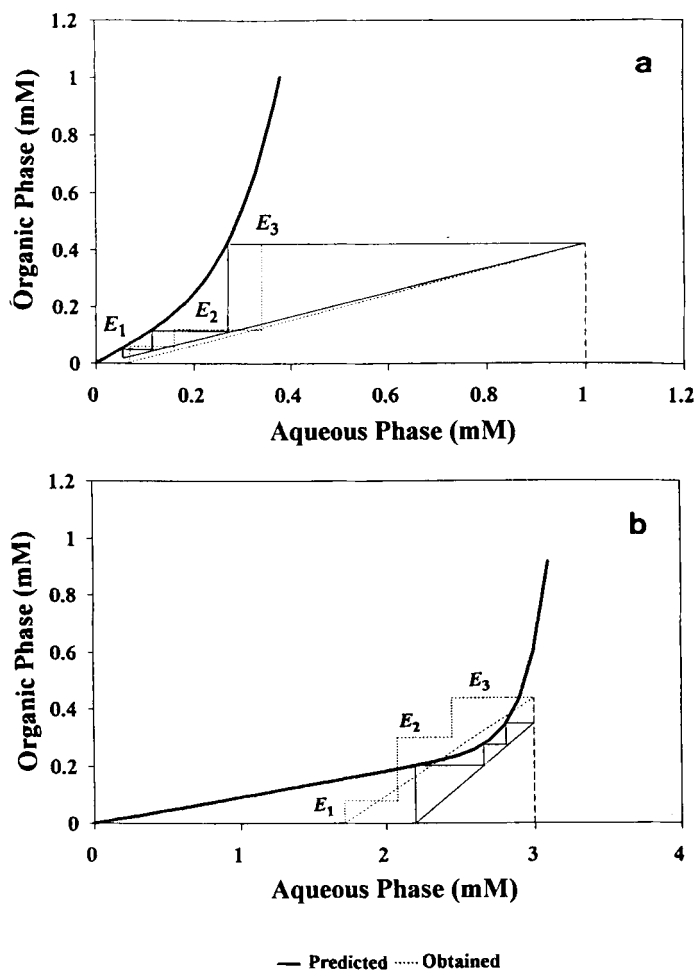 1.2
a
1
0.8
0.6
Organic Phase (mM)
E3
0.4
E2
0.2
E1
0
0 0.2 0.4 0.6 0.8 1 1.2
Aqueous Phase (mM)
1.2
b
1
0.8
0.6
Organic Phase (mM)
E3
0.4
E2
0.2
E1
0
0 1 2 3 4
Aqueous Phase (mM)
Predicted Obtained